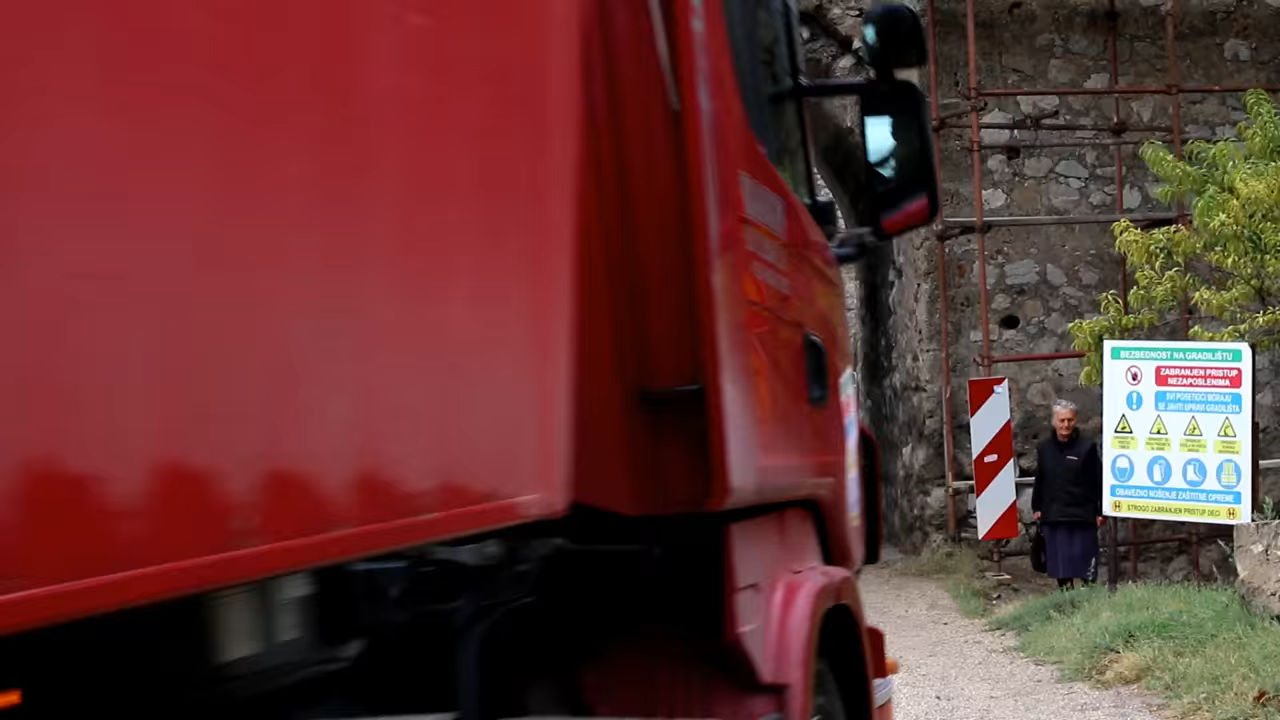 BEZBEDNOST NA GRADILIŠTU
ZABRANJEN PRISTUP
NEZAPOSLENIMA
SVI POSETIOCI MORAJU
SE JAVITI UPRAVI GRADILIŠTA
OBAVEZNO NOŠENJE ZAŠTITNE OPREME
STROGO ZABRANJEN PRISTUP DECI